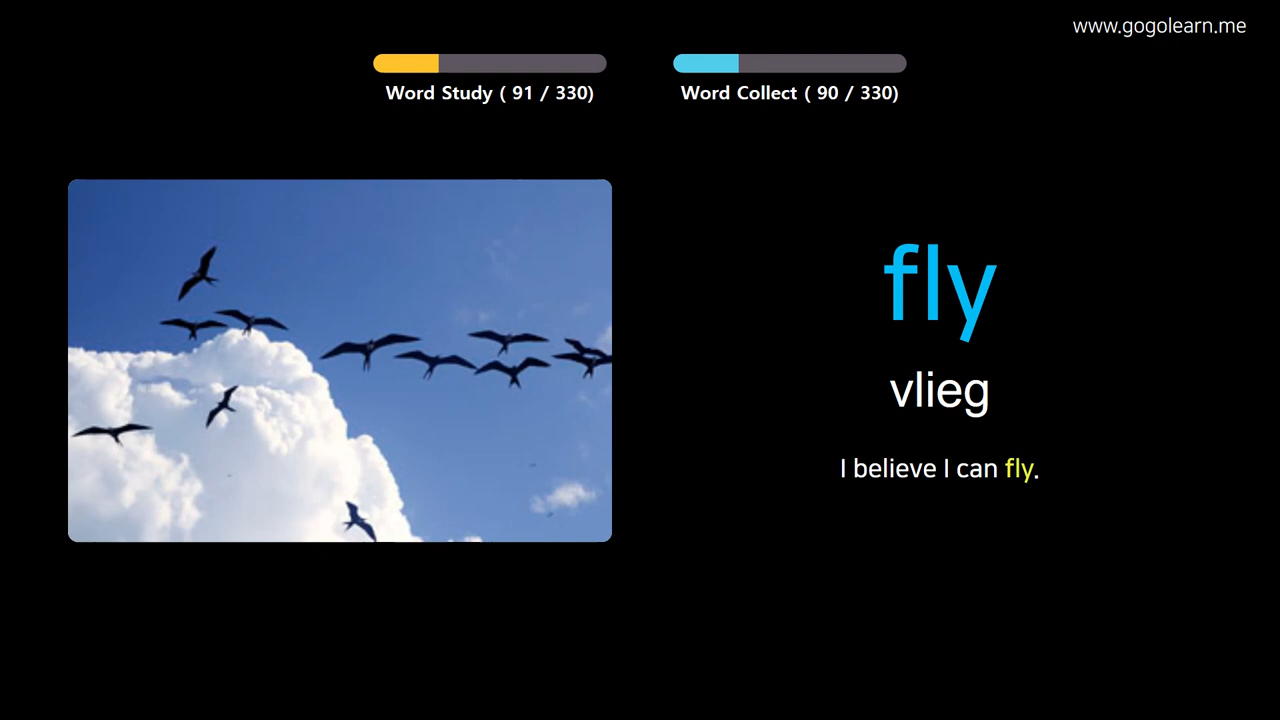 www.gogolearn.me
Word Study ( 91 / 330)
Word Collect ( 90 / 330)
fly
vlieg
I believe I can fly.